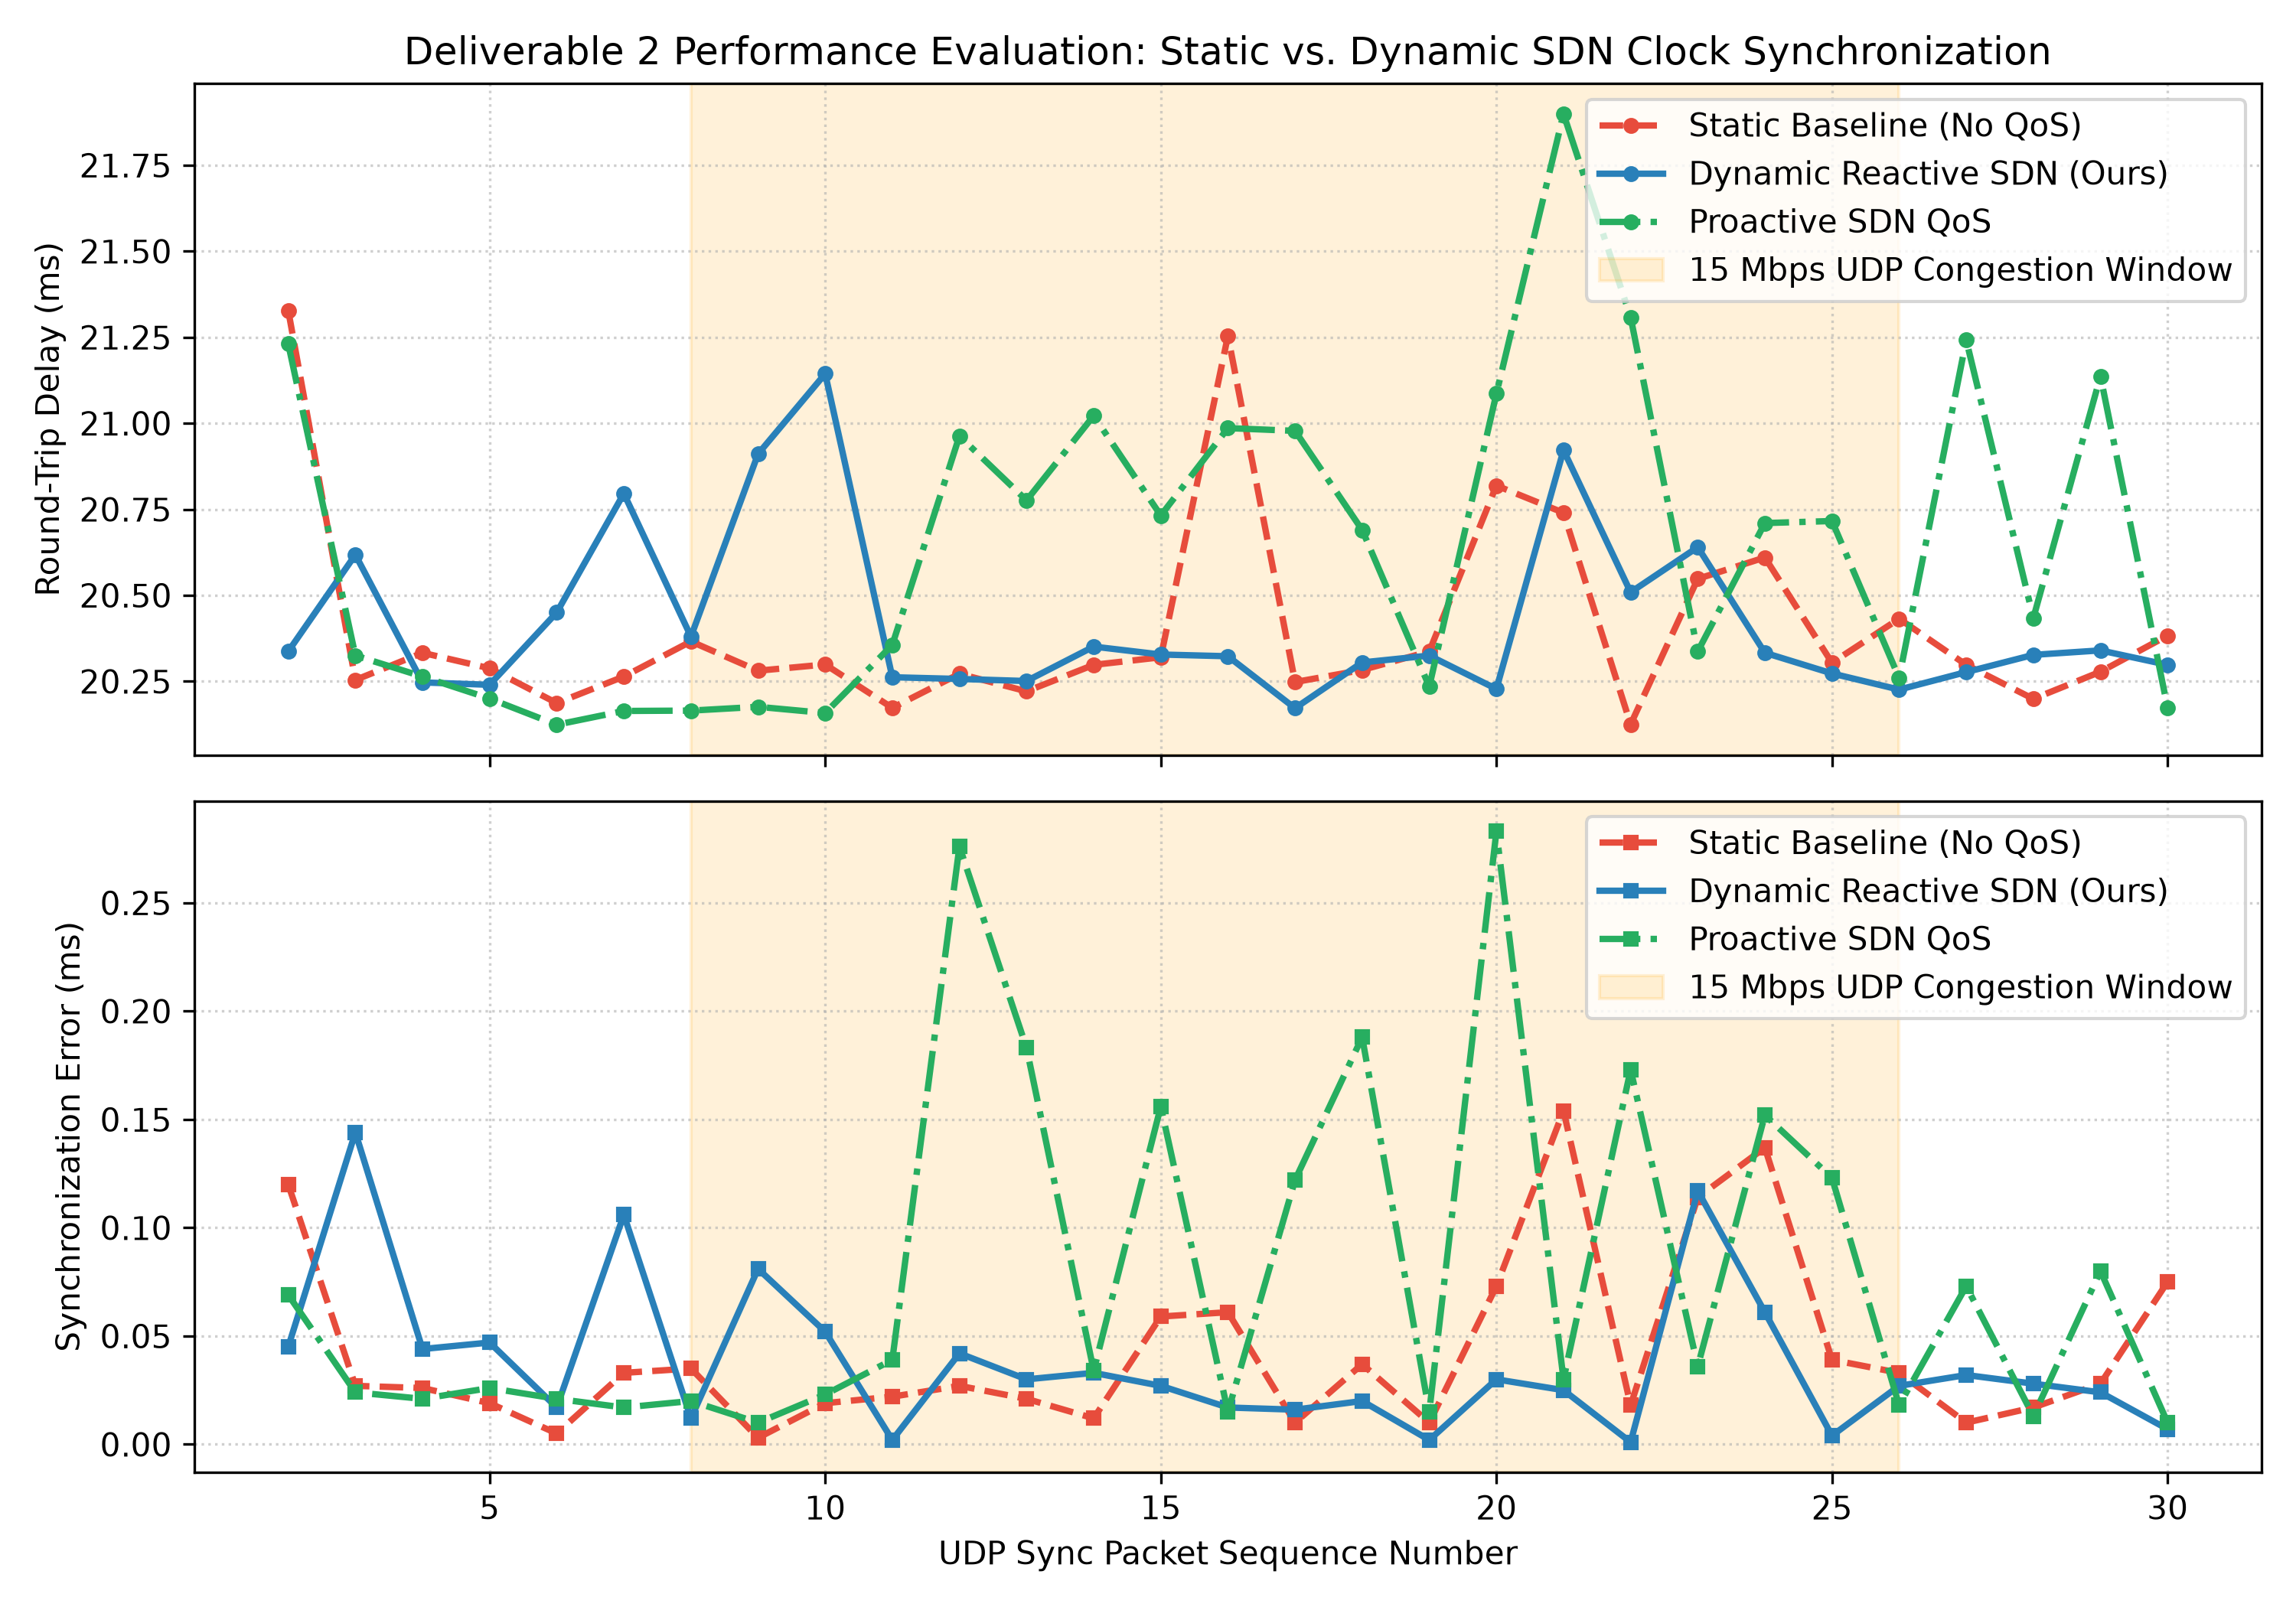 Deliverable 2 Performance Evaluation: Static vs. Dynamic SDN Clock Synchronization
Round-Trip Delay (ms)
21.75
21.50
21.25
21.00
20.75
20.50
20.25
Static Baseline (No QoS)
Dynamic Reactive SDN (Ours)
Proactive SDN QoS
15 Mbps UDP Congestion Window
Synchronization Error (ms)
0.25
0.20
0.15
0.10
0.05
0.00
Static Baseline (No QoS)
Dynamic Reactive SDN (Ours)
Proactive SDN QoS
15 Mbps UDP Congestion Window
5 10 15 20 25 30
UDP Sync Packet Sequence Number